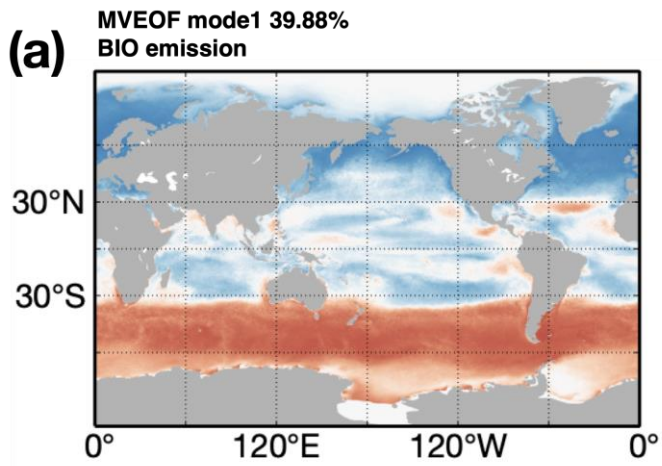 (a)
MVEOF mode1 39.88%
BIO emission
30°N
30°S
0° 120°E 120°W 0°